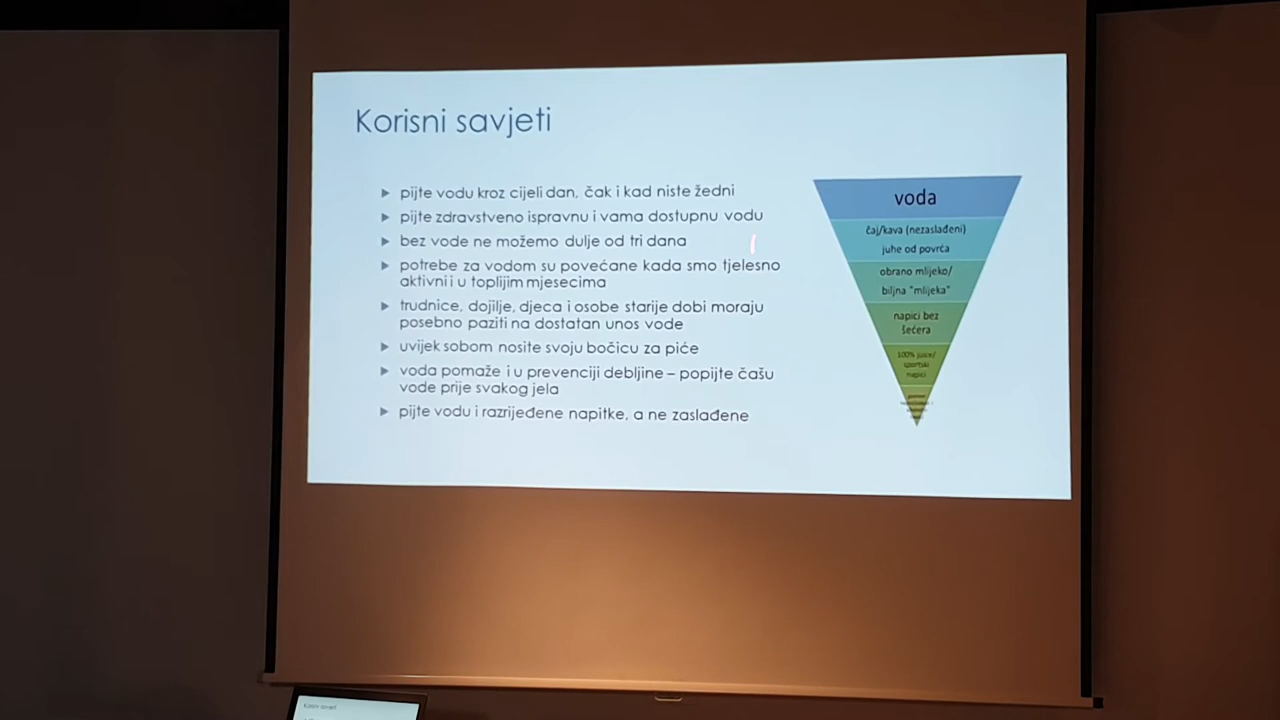 Korisni savjeti
pijte vodu kroz cijeli dan, čak i kad niste žedni
pijte zdravstveno ispravnu i vama dostupnu vodu
bez vode ne možemo dulje od tri dana
potrebe za vodom su povećane kada smo tjelesno
aktivni i u toplijim mjesecima
trudnice, dojilje, djeca i osobe starije dobi moraju
posebno paziti na dostatan unos vode
uvijek sobom nosite svoju bočicu za piće
voda pomaže i u prevenciji debljine – popijte čašu
vode prije svakog jela
pijte vodu i razrijeđene napitke, a ne zaslađene
voda
čaj/kava (nezaslađeni)
juhe od povrća
obrano mlijeko/
biljna "mlijeka"
napici bez
šećera
100% juice/
sportski
napici
Korisni savjeti